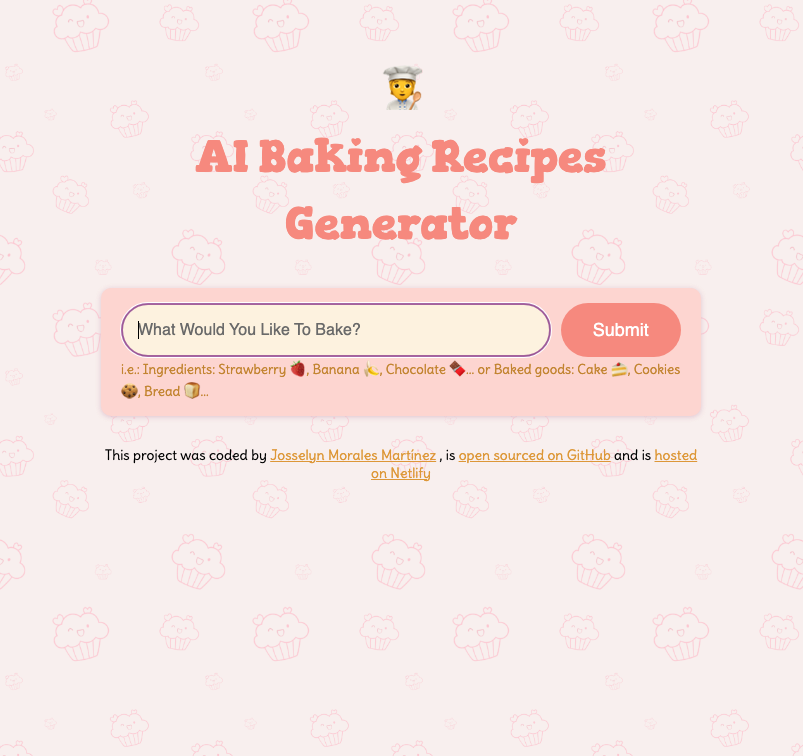 AI Baking Recipes
Generator
What Would You Like To Bake?
Submit
i.e.: Ingredients: Strawberry 🍓, Banana 🍌, Chocolate 🍫... or Baked goods: Cake 🍰, Cookies
🍪, Bread 🍞...
This project was coded by Josselyn Morales Martínez , is open sourced on GitHub and is hosted
on Netlify